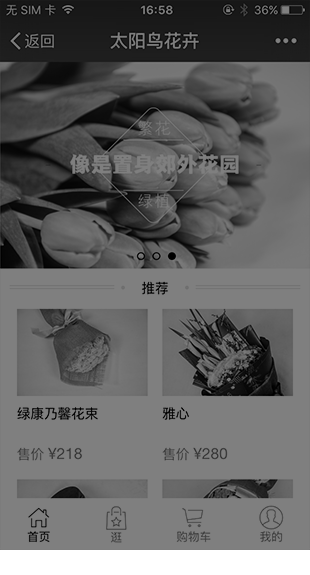 无 SIM 卡 16:58 36%
返回 太阳鸟花卉
繁花
像是置身郊外花园
绿植
推荐
绿康乃馨花束 雅心
售价 ¥218 售价 ¥280
首页 逛 购物车 我的